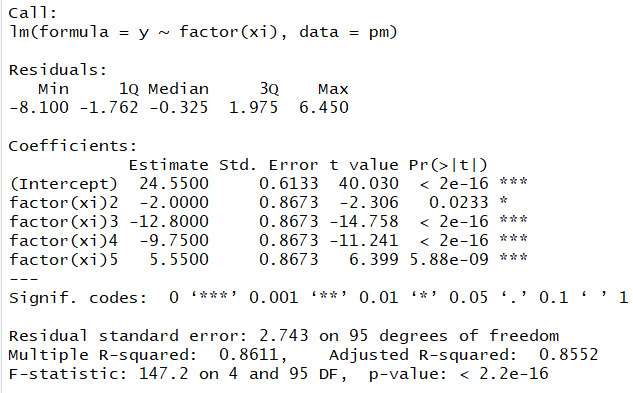 Call:
lm(formula = y ~ factor(xi), data = pm)
Residuals:
Min 1Q Median 3Q Max
-8.100 -1.762 -0.325 1.975 6.450
Coefficients:
Estimate Std. Error t value Pr(>|t|)
(Intercept) 24.5500 0.6133 40.030 < 2e-16 ***
factor(xi)2 -2.0000 0.8673 -2.306 0.0233 *
factor(xi)3 -12.8000 0.8673 -14.758 < 2e-16 ***
factor(xi)4 -9.7500 0.8673 -11.241 < 2e-16 ***
factor(xi)5 5.5500 0.8673 6.399 5.88e-09 ***
---
Signif. codes: 0 ‘***’ 0.001 ‘**’ 0.01 ‘*’ 0.05 ‘.’ 0.1 ‘ ’ 1
Residual standard error: 2.743 on 95 degrees of freedom
Multiple R-squared: 0.8611, Adjusted R-squared: 0.8552
F-statistic: 147.2 on 4 and 95 DF, p-value: < 2.2e-16